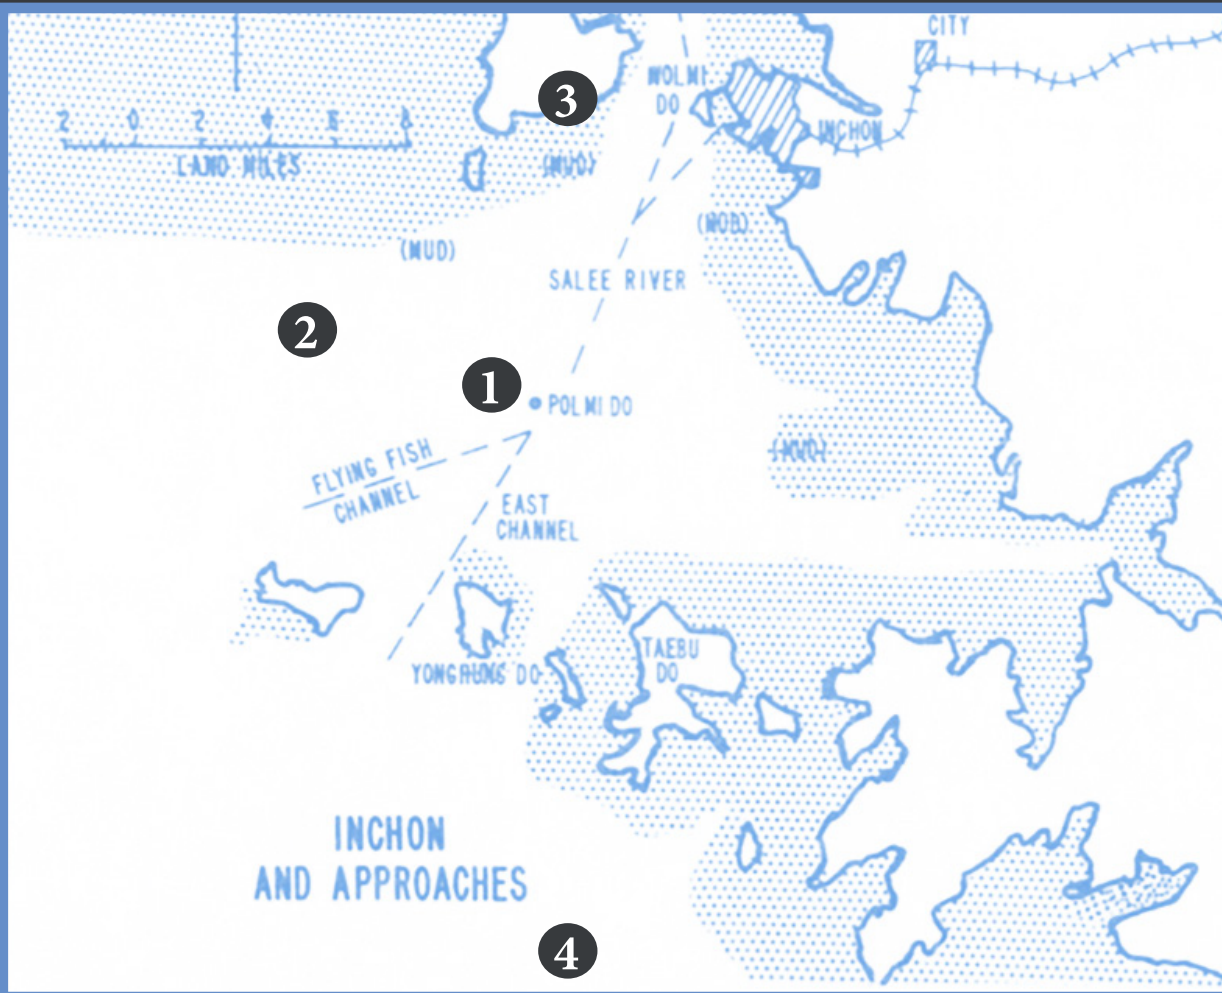 CITY
3
WOLMI
DO
2 0 2 4 6 8
INCHON
LAND MILES
(MUD)
(MUD)
(MUD)
SALEE RIVER
2
1
POLMI DO
FLYING FISH
CHANNEL
(MUD)
EAST
CHANNEL
TAEBU
DO
YONGHUNG DO
INCHON
AND APPROACHES
4